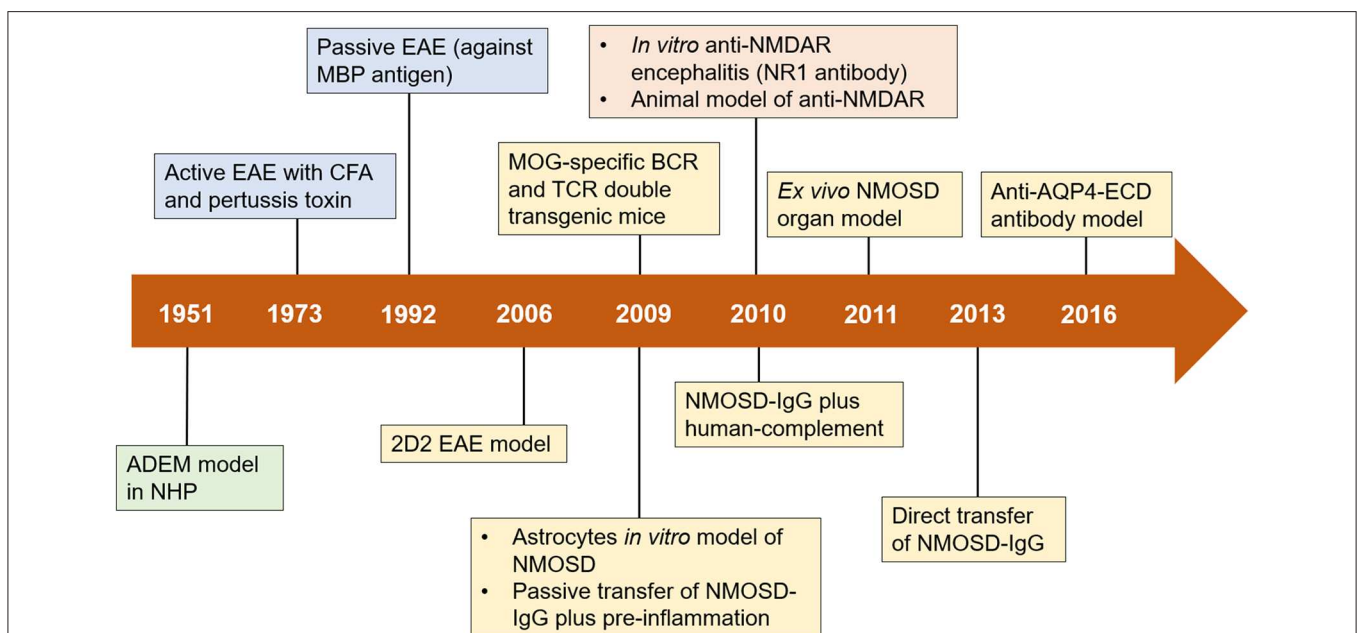 Passive EAE (against
MBP antigen)
• In vitro anti-NMDAR
encephalitis (NR1 antibody)
• Animal model of anti-NMDAR
Active EAE with CFA
and pertussis toxin
MOG-specific BCR
and TCR double
transgenic mice
Ex vivo NMOSD
organ model
Anti-AQP4-ECD
antibody model
1951 1973 1992 2006 2009 2010 2011 2013 2016
ADEM model
in NHP
2D2 EAE model
NMOSD-IgG plus
human-complement
• Astrocytes in vitro model of
NMOSD
• Passive transfer of NMOSD-
IgG plus pre-inflammation
Direct transfer
of NMOSD-IgG